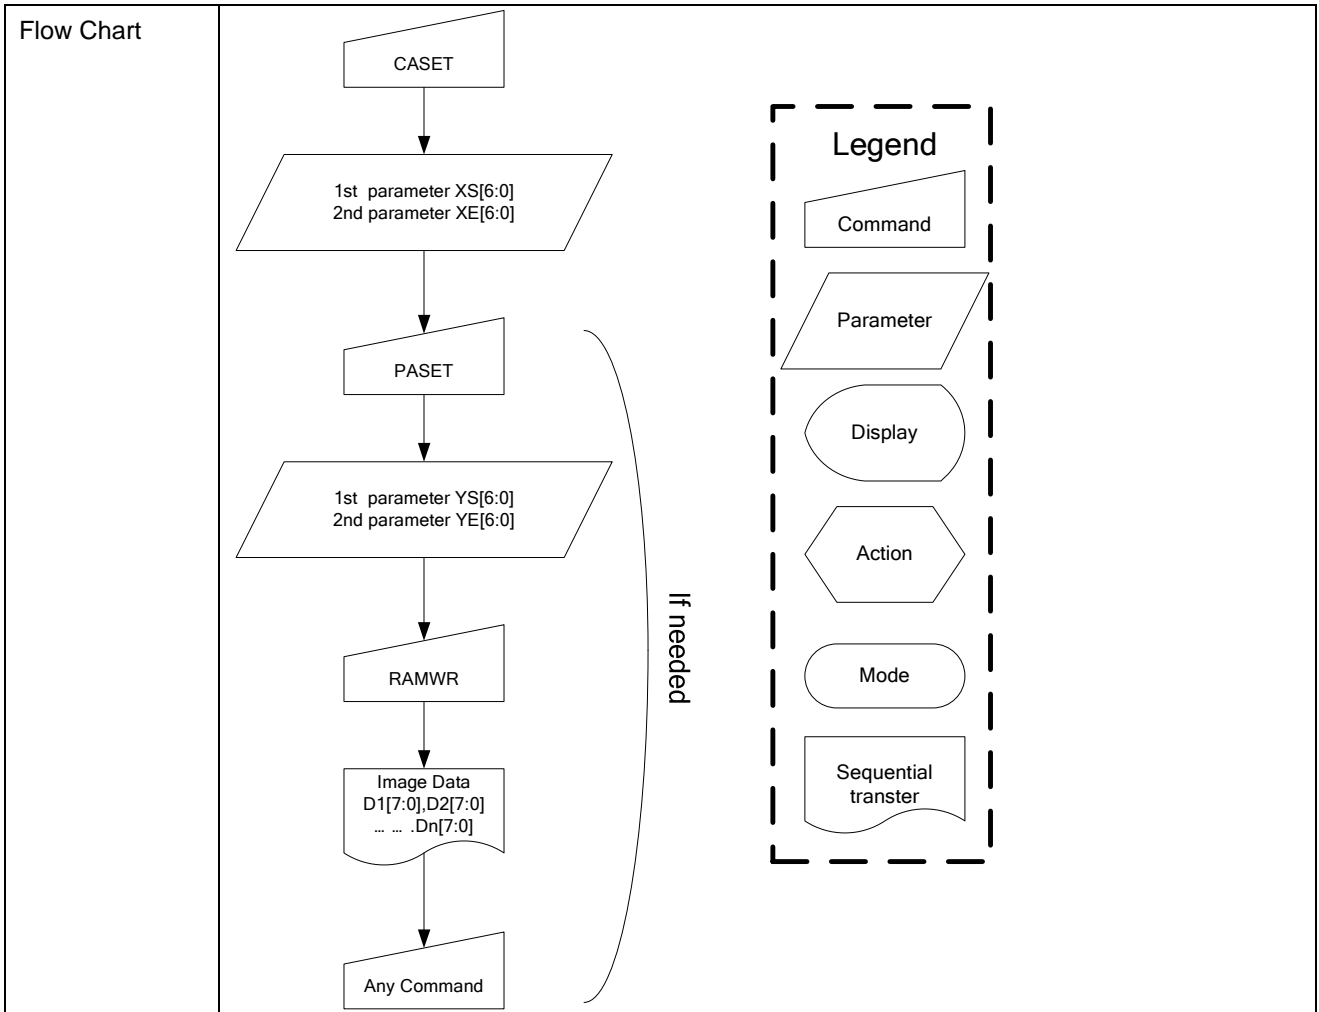 Flow Chart
CASET
1st  parameter XS[6:0]
2nd parameter XE[6:0]
PASET
1st  parameter YS[6:0]
2nd parameter YE[6:0]
RAMWR
Image Data
D1[7:0],D2[7:0]
... ... .Dn[7:0]
Any Command
If needed
Legend
Command
Parameter
Display
Action
Mode
Sequential
transter